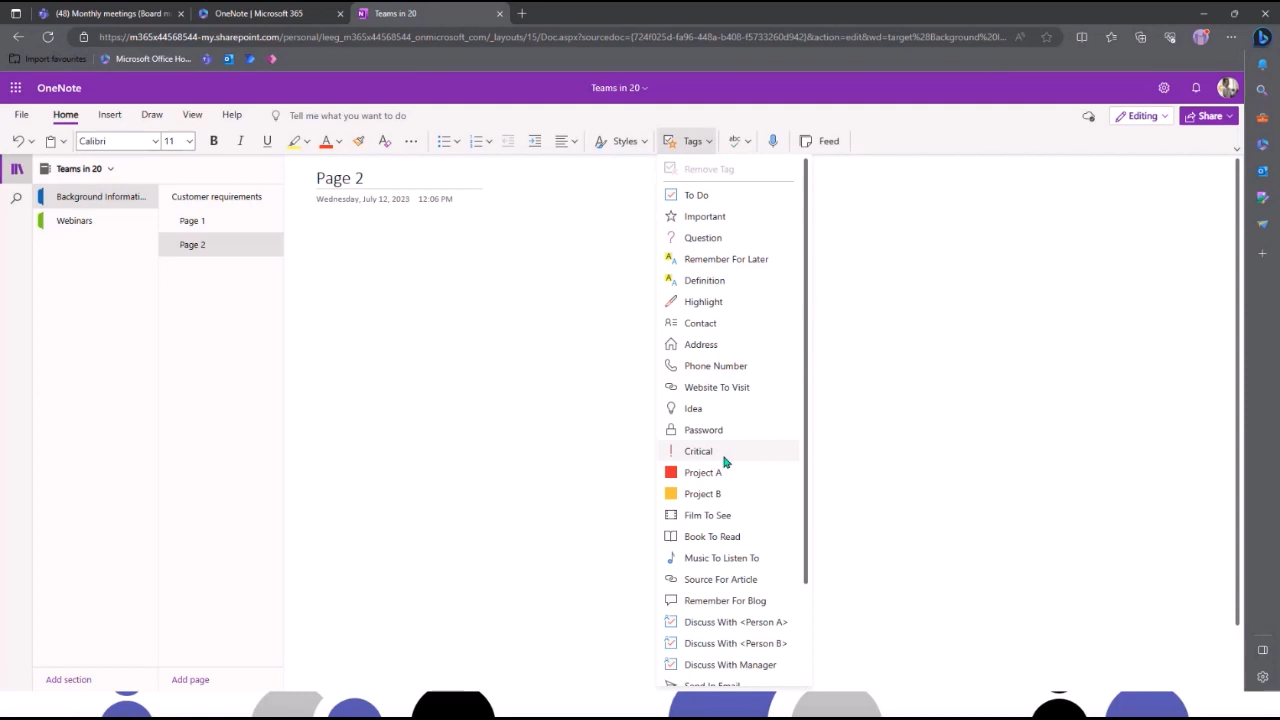 (48) Monthly meetings (Board m
OneNote | Microsoft 365
Teams in 20
https://m365x44568544-my.sharepoint.com/personal/leeg_m365x44568544_onmicrosoft_com/_layouts/15/Doc.aspx?sourcedoc={724f025d-fa96-448a-b408-f5733260d942}&action=edit&wd=target%28Background%20I...
Import favourites
Microsoft Office Ho...
OneNote
Teams in 20
File
Home
Insert
Draw
View
Help
Tell me what you want to do
Editing
Share
Calibri
11
B
I
U
A
Styles
Tags
abc
Feed
Teams in 20
Background Informati...
Webinars
Customer requirements
Page 1
Page 2
Page 2
Wednesday, July 12, 2023 12:06 PM
Remove Tag
To Do
Important
Question
Remember For Later
Definition
Highlight
Contact
Address
Phone Number
Website To Visit
Idea
Password
Critical
Project A
Project B
Film To See
Book To Read
Music To Listen To
Source For Article
Remember For Blog
Discuss With <Person A>
Discuss With <Person B>
Discuss With Manager
Send In Email
Add section
Add page